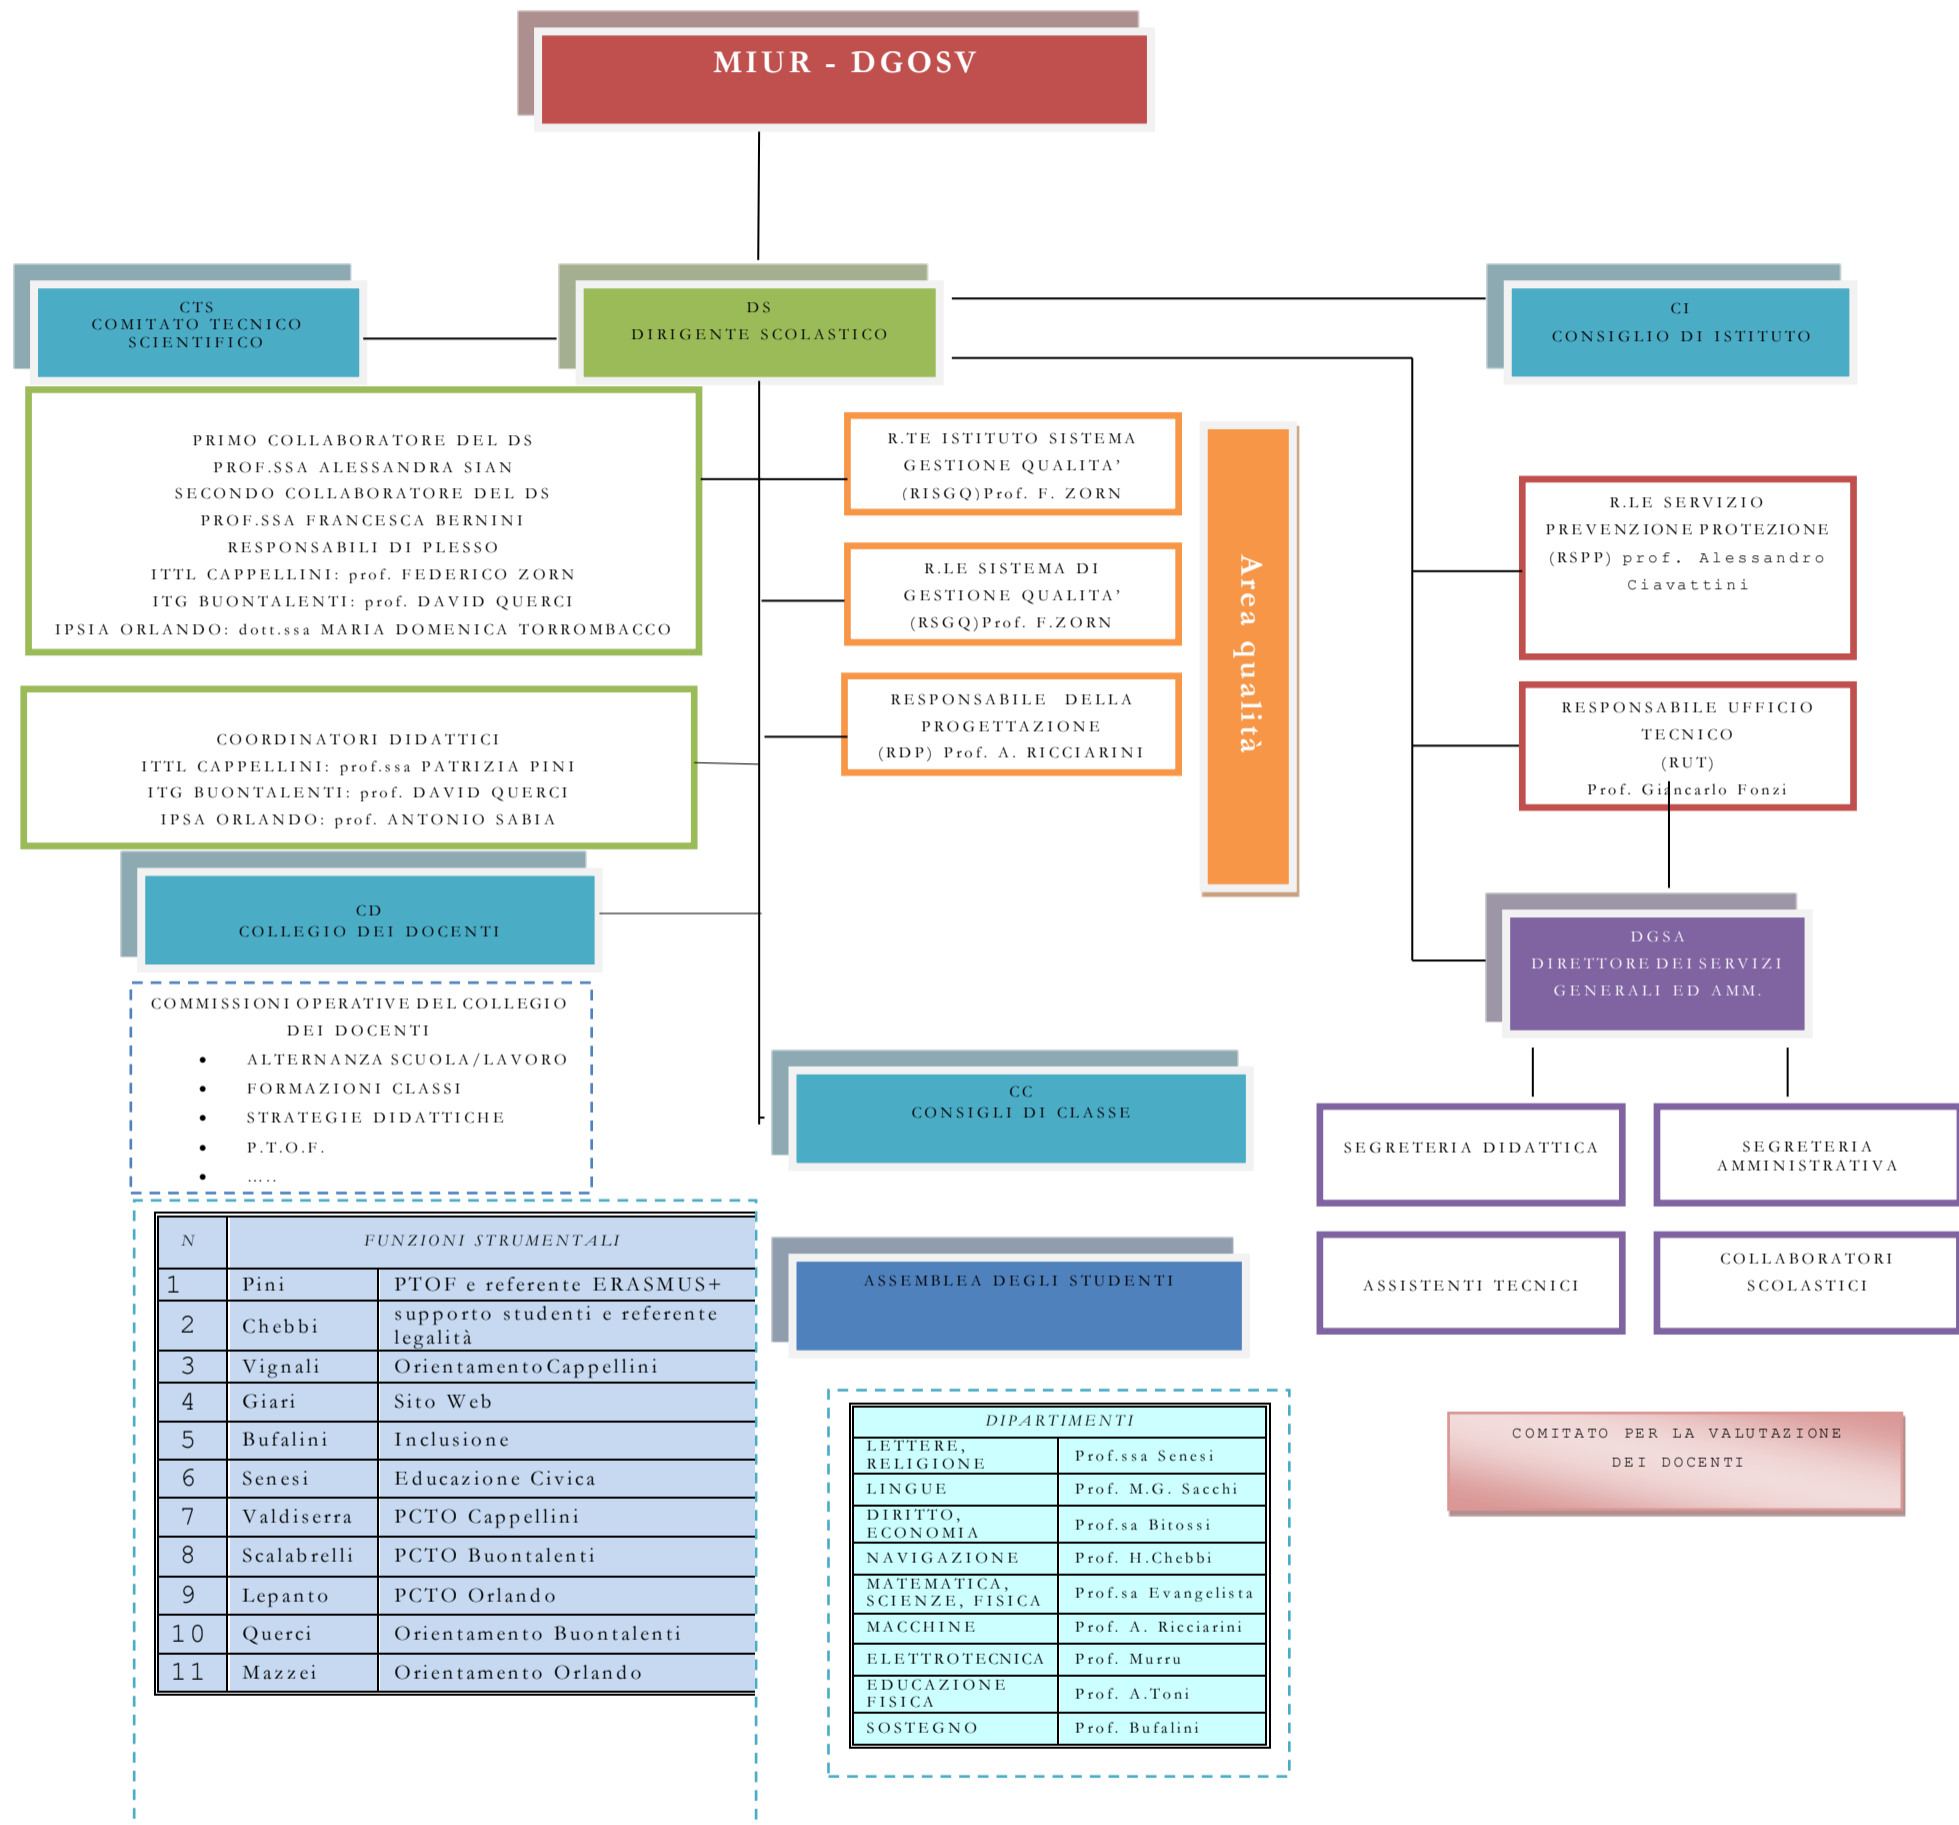 MIUR - DGOSV
CTS
COMITATO TECNICO
SCIENTIFICO
DS
DIRIGENTE SCOLASTICO
CI
CONSIGLIO DI ISTITUTO
PRIMO COLLABORATORE DEL DS
PROF.SSA ALESSANDRA SIAN
SECONDO COLLABORATORE DEL DS
PROF.SSA FRANCESCA BERNINI
RESPONSABILI DI PLESSO
ITTL CAPPELLINI: prof. FEDERICO ZORN
ITG BUONTALENTI: prof. DAVID QUERCI
IPSIA ORLANDO: dott.ssa MARIA DOMENICA TORROMBACCO
R.TE ISTITUTO SISTEMA
GESTIONE QUALITA’
(RISGQ)Prof. F. ZORN
R.LE SISTEMA DI
GESTIONE QUALITA’
(RSGQ)Prof. F.ZORN
RESPONSABILE DELLA
PROGETTAZIONE
(RDP) Prof. A. RICCIARINI
Area qualità
R.LE SERVIZIO
PREVENZIONE PROTEZIONE
(RSPP) prof. Alessandro
Ciavattini
RESPONSABILE UFFICIO
TECNICO
(RUT)
Prof. Giancarlo Fonzi
COORDINATORI DIDATTICI
ITTL CAPPELLINI: prof.ssa PATRIZIA PINI
ITG BUONTALENTI: prof. DAVID QUERCI
IPSA ORLANDO: prof. ANTONIO SABIA
CD
COLLEGIO DEI DOCENTI
DGSA
DIRETTORE DEI SERVIZI
GENERALI ED AMM.
COMMISSIONI OPERATIVE DEL COLLEGIO
DEI DOCENTI
• ALTERNANZA SCUOLA/LAVORO
• FORMAZIONI CLASSI
• STRATEGIE DIDATTICHE
• P.T.O.F.
• …..
CC
CONSIGLI DI CLASSE
SEGRETERIA DIDATTICA
SEGRETERIA
AMMINISTRATIVA
ASSISTENTI TECNICI
COLLABORATORI
SCOLASTICI
ASSEMBLEA DEGLI STUDENTI
N FUNZIONI STRUMENTALI
1 Pini PTOF e referente ERASMUS+
2 Chebbi supporto studenti e referente
legalità
3 Vignali Orientamento Cappellini
4 Giari Sito Web
5 Bufalini Inclusione
6 Senesi Educazione Civica
7 Valdiserra PCTO Cappellini
8 Scalabrelli PCTO Buontalenti
9 Lepanto PCTO Orlando
10 Querci Orientamento Buontalenti
11 Mazzei Orientamento Orlando
DIPARTIMENTI
LETTERE,
RELIGIONE Prof.ssa Senesi
LINGUE Prof. M.G. Sacchi
DIRITTO,
ECONOMIA Prof.sa Bitossi
NAVIGAZIONE Prof. H.Chebbi
MATEMATICA,
SCIENZE, FISICA Prof.sa Evangelista
MACCHINE Prof. A. Ricciarini
ELETTROTECNICA Prof. Murru
EDUCAZIONE
FISICA Prof. A.Toni
SOSTEGNO Prof. Bufalini
COMITATO PER LA VALUTAZIONE
DEI DOCENTI